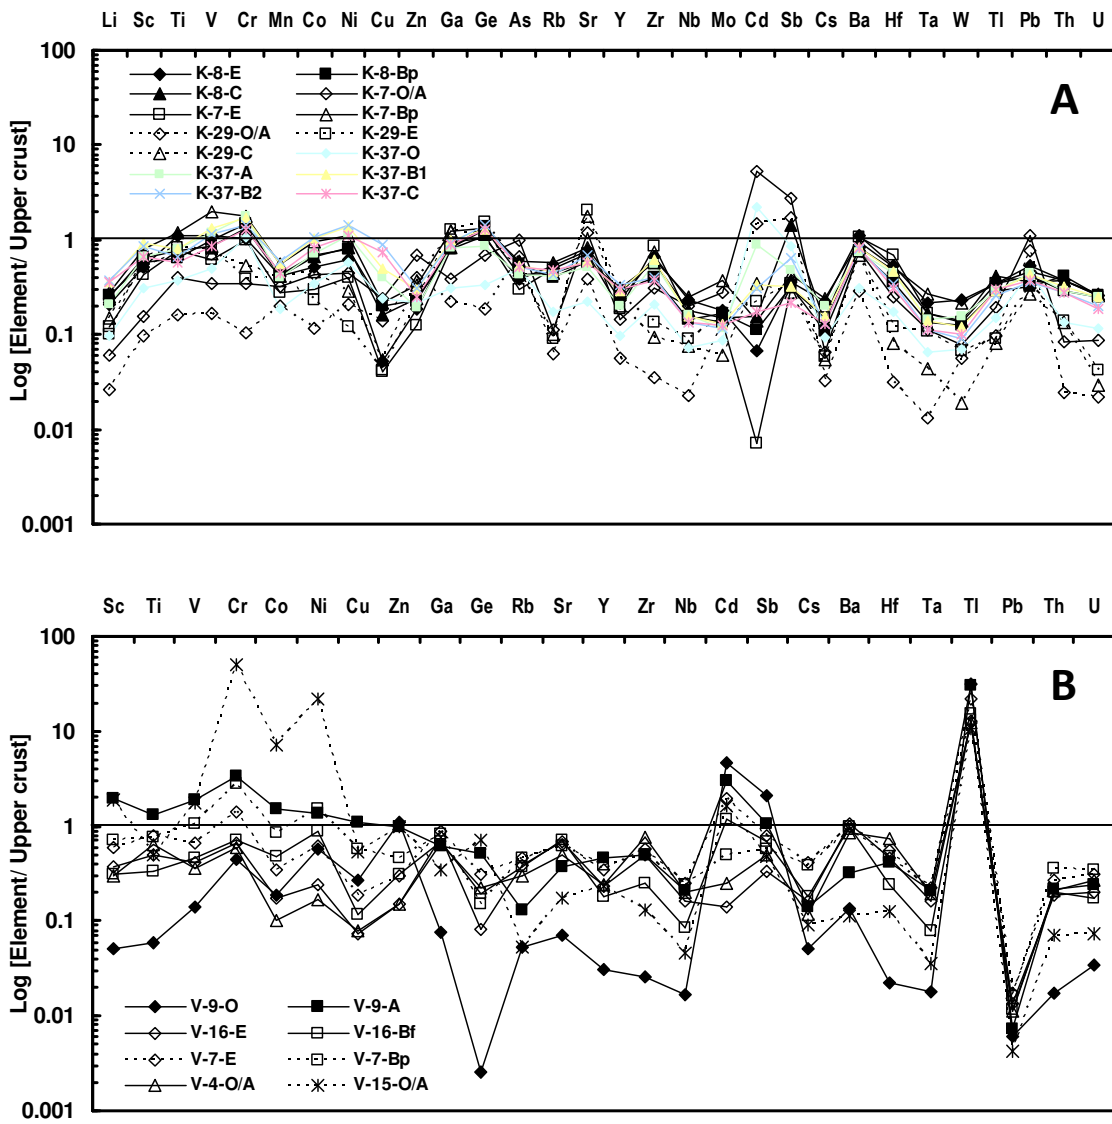 Li Sc Ti V Cr Mn Co Ni Cu Zn Ga Ge As Rb Sr Y Zr Nb Mo Cd Sb Cs Ba Hf Ta W Tl Pb Th U
100
10
1
0.1
0.01
0.001
Log [Element/ Upper crust]
A
K-8-E K-8-Bp
K-8-C K-7-O/A
K-7-E K-7-Bp
K-29-O/A K-29-E
K-29-C K-37-O
K-37-A K-37-B1
K-37-B2 K-37-C
Sc Ti V Cr Co Ni Cu Zn Ga Ge Rb Sr Y Zr Nb Cd Sb Cs Ba Hf Ta Tl Pb Th U
100
10
1
0.1
0.01
0.001
Log [Element/ Upper crust]
B
V-9-O V-9-A
V-16-E V-16-Bf
V-7-E V-7-Bp
V-4-O/A V-15-O/A